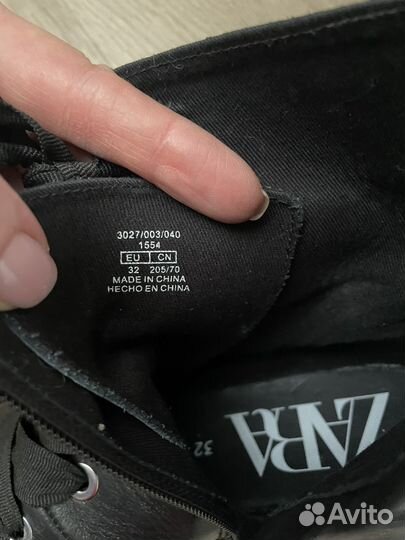 3027/003/040
1554
EU CN
32 205/70
MADE IN CHINA
HECHO EN CHINA
ZARA
32
Avito